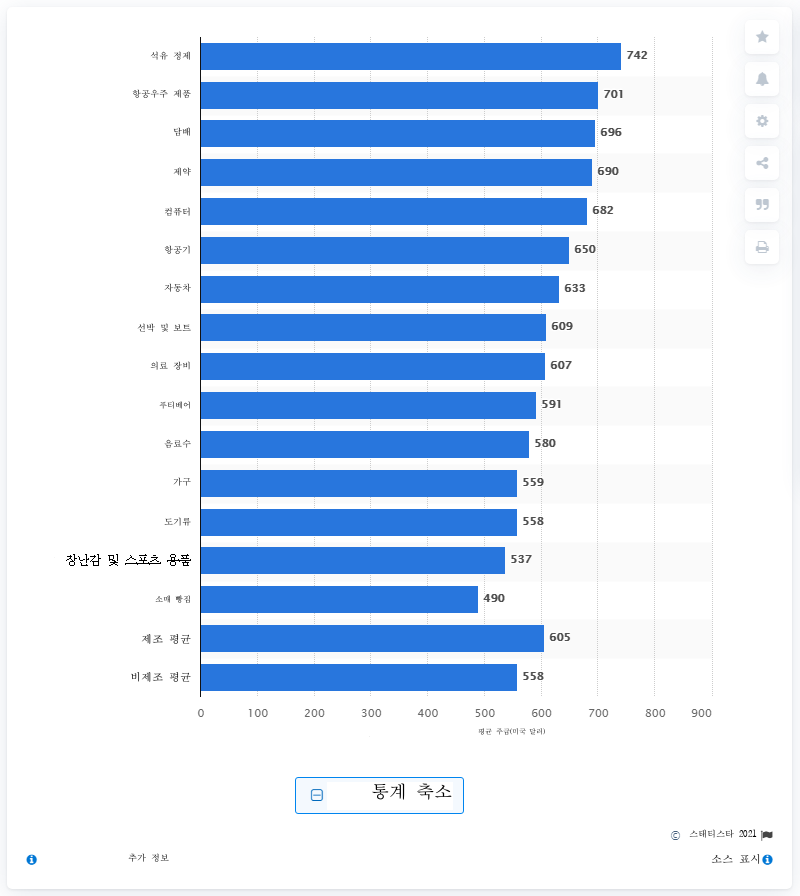 석유 정제 742
항공우주 제품 701
담배 696
제약 690
컴퓨터 682
항공기 650
자동차 633
선박 및 보트 609
의료 장비 607
푸티웨어 591
음료수 580
가구 559
도기류 558
장난감 및 스포츠 용품 537
소매 빵집 490
제조 평균 605
비제조 평균 558
0 100 200 300 400 500 600 700 800 900
평균 주급(미국 달러)
통계 축소
© 스태티스타 2021
추가 정보 소스 표시